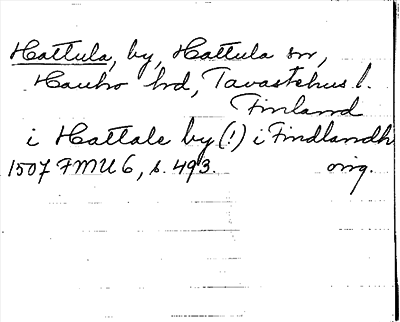 Hattula, by, Hattula sn,
Hauho hd, Tavastehus l.
Finland
i Hattale by (!) i Findlandh
1507 FMU 6, s. 493. orig.